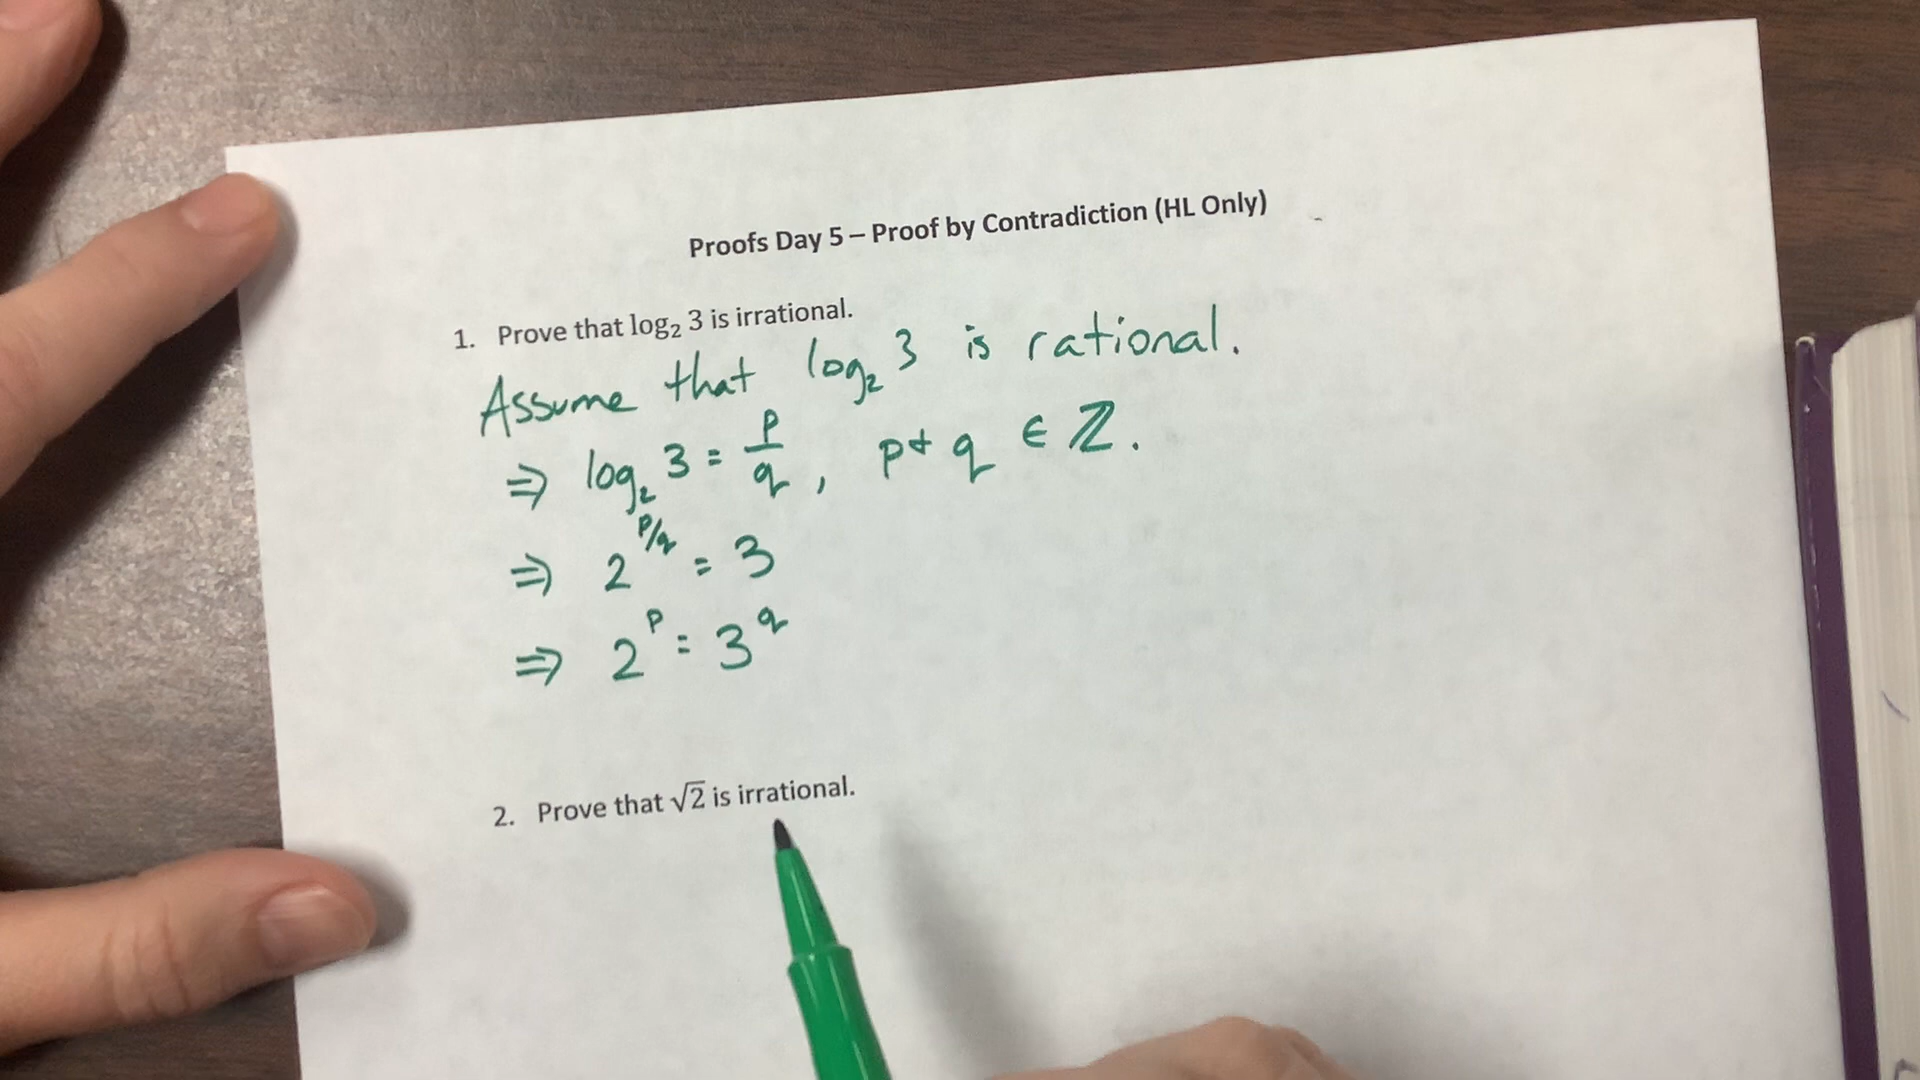 Proofs Day 5 – Proof by Contradiction (HL Only)
1. Prove that log₂ 3 is irrational.
Assume that log₂ 3 is rational.
⇒ log₂ 3 = p/q , p + q ∈ ℤ.
⇒ 2^(p/q) = 3
⇒ 2^p = 3^q
2. Prove that √2 is irrational.